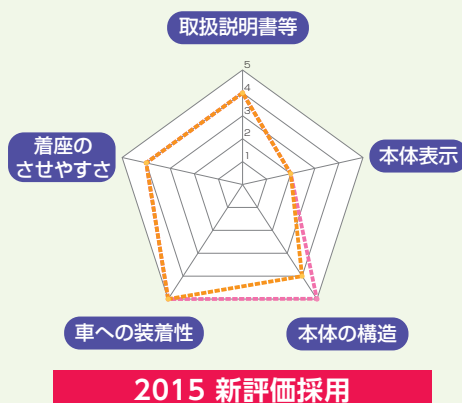 取扱説明書等
5
4
3
2
1
着座の
させやすさ
本体表示
車への装着性
本体の構造
2015 新評価採用